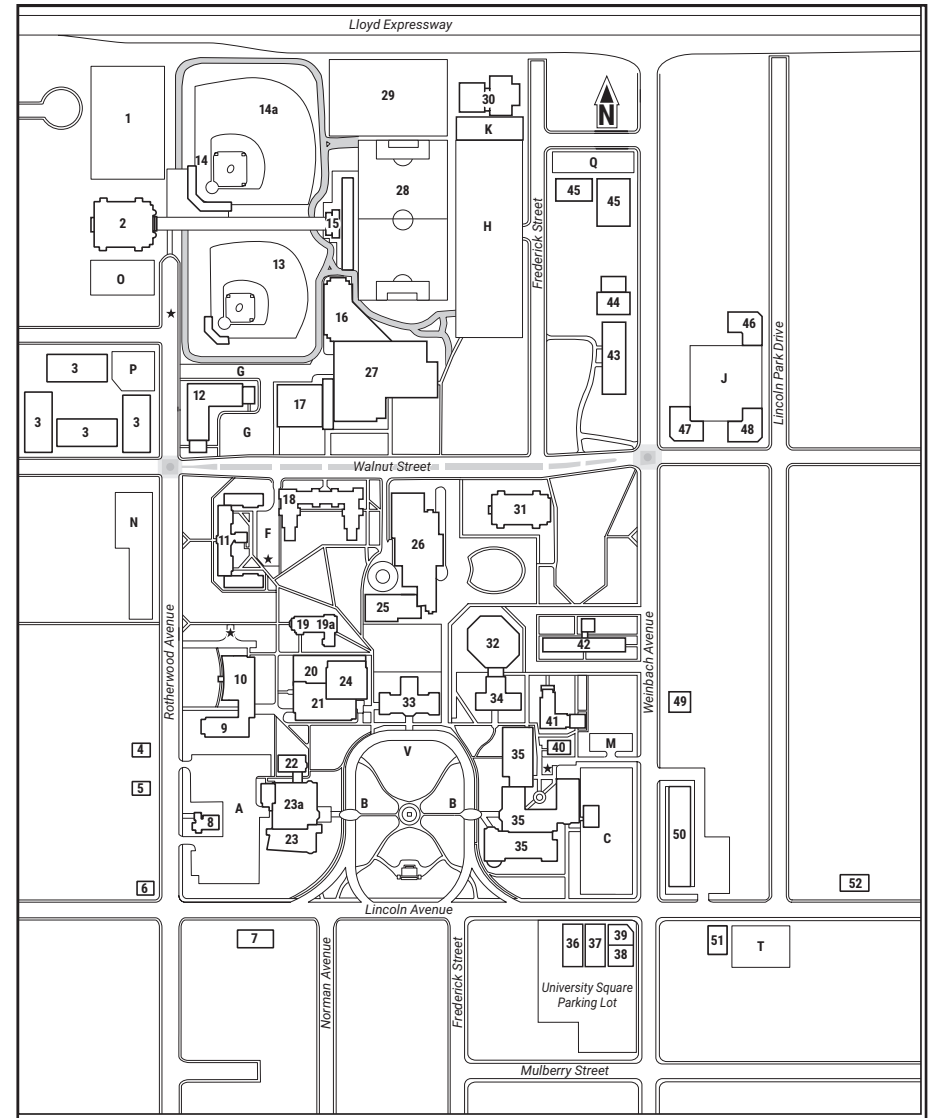 Lloyd Expressway
1
14a
29
30
K
N
14
Q
45
45
28
2
15
H
Frederick Street
13
O
44
16
46
43
J
Lincoln Park Drive
3
P
G
27
12
17
3
3
3
G
47
48
Walnut Street
N
18
31
F
11
26
25
19
19a
32
42
Rotherwood Avenue
Weinbach Avenue
10
20
24
21
33
34
41
49
9
4
V
35
40
M
22
5
A
23a
B
B
8
35
23
35
C
50
6
52
Lincoln Avenue
7
Norman Avenue
Frederick Street
36
37
39
38
51
T
University Square
Parking Lot
Mulberry Street